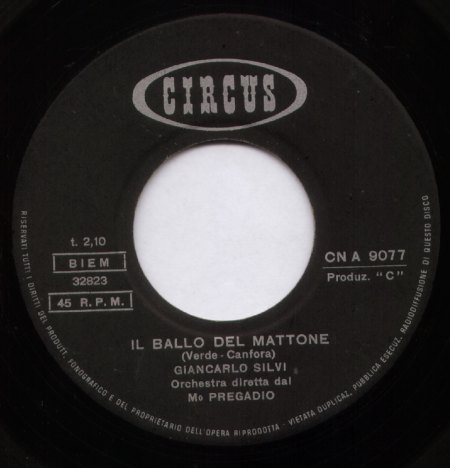 CIRCUS
t. 2,10
BIEM
32823
45 R.P.M.
CN A 9077
Produz. "C"
IL BALLO DEL MATTONE
(Verde - Canfora)
GIANCARLO SILVI
Orchestra diretta dal
Mo PREGADIO
RISERVATI TUTTI I DIRITTI DEL PRODUTT. FONOGRAFICO E DEL PROPRIETARIO DELL'OPERA RIPRODOTTA - VIETATA DUPLICAZ. PUBBLICA ESECUZ. RADIODIFFUSIONE DI QUESTO DISCO